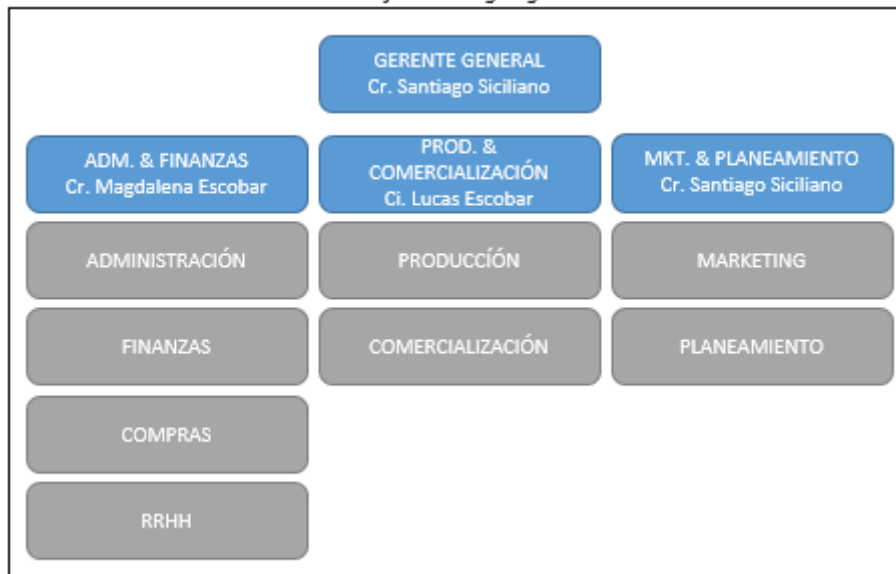 GERENTE GENERAL
Cr. Santiago Siciliano
ADM. & FINANZAS
Cr. Magdalena Escobar
PROD. &
COMERCIALIZACIÓN
Ci. Lucas Escobar
MKT. & PLANEAMIENTO
Cr. Santiago Siciliano
ADMINISTRACIÓN
PRODUCCÍÓN
MARKETING
FINANZAS
COMERCIALIZACIÓN
PLANEAMIENTO
COMPRAS
RRHH